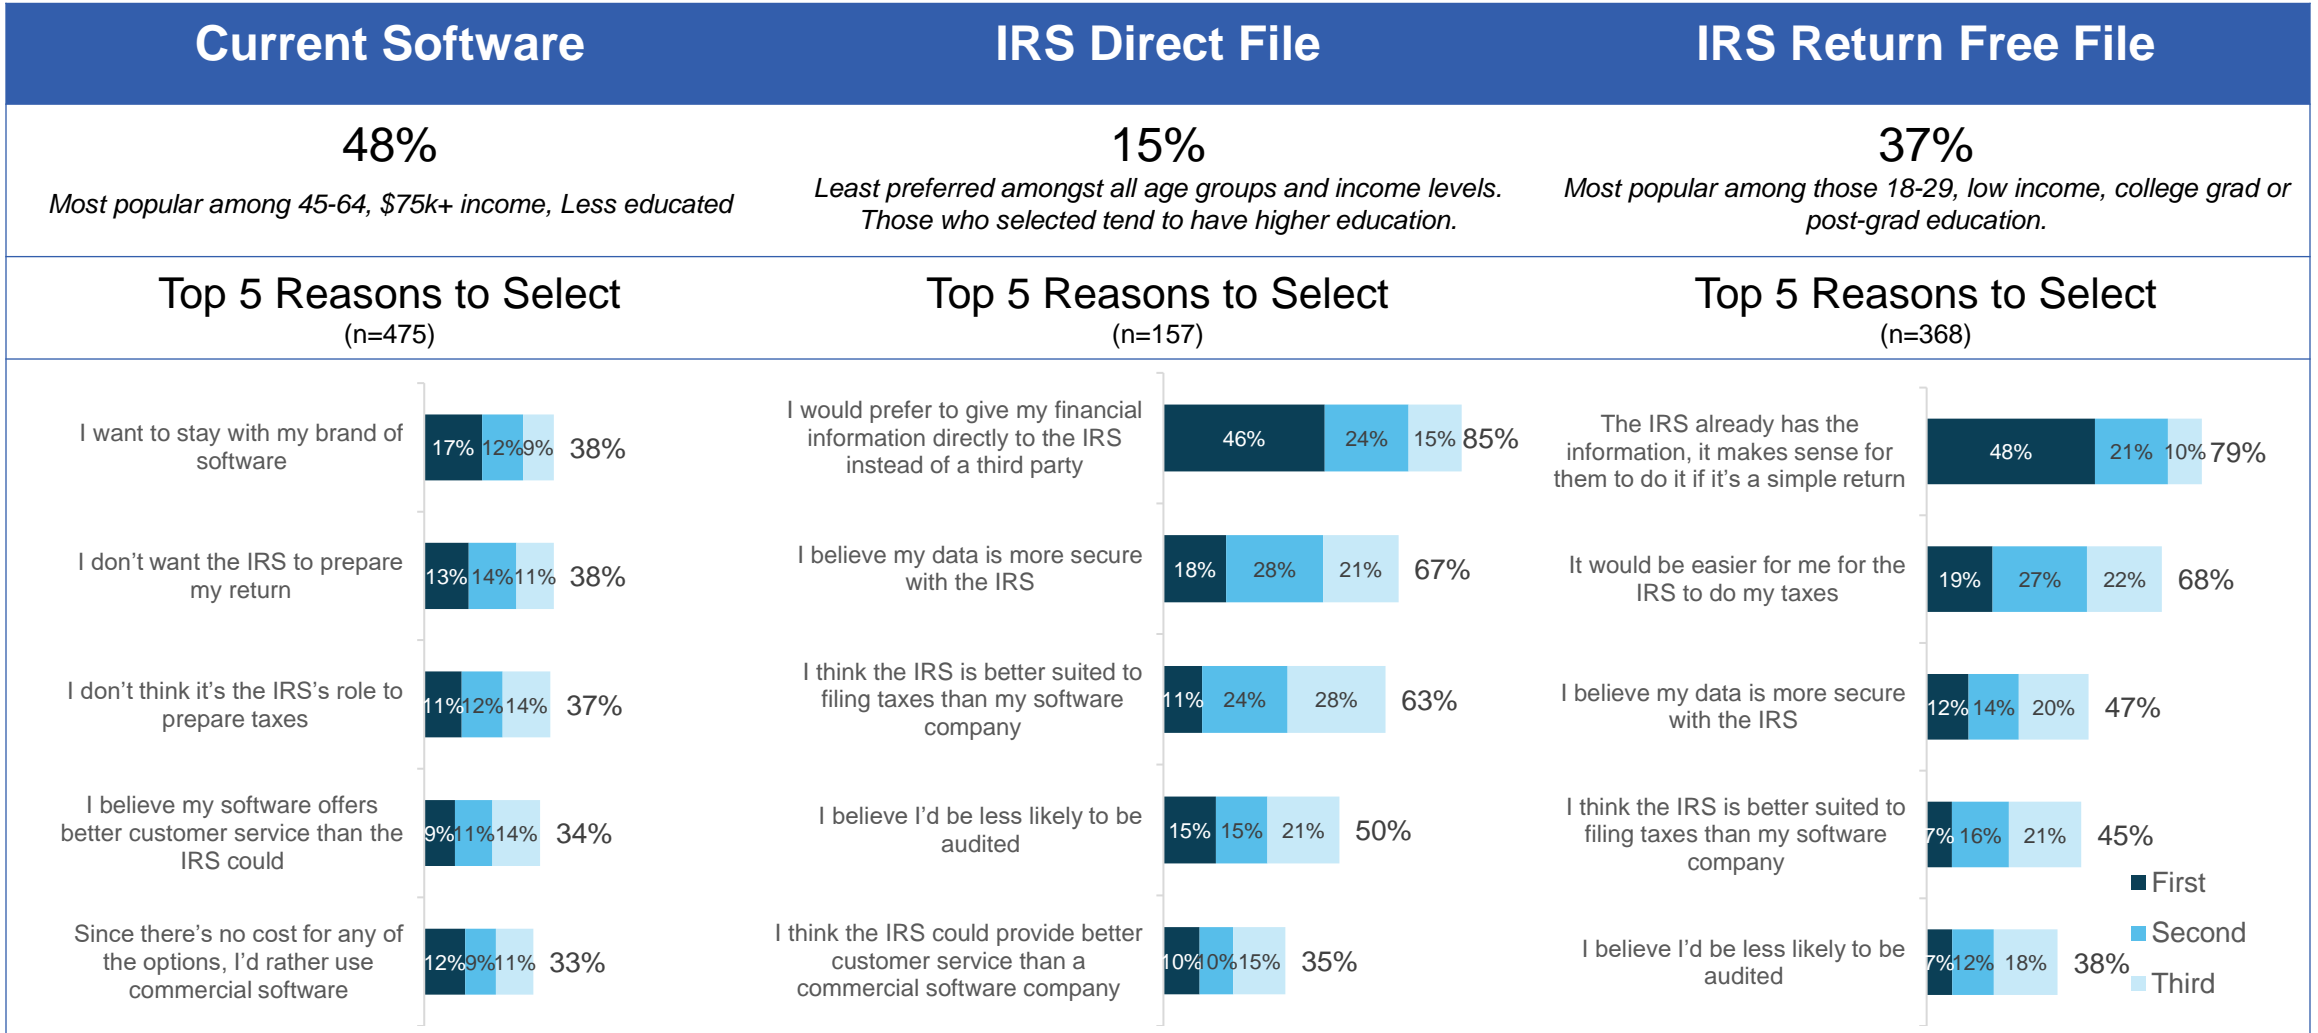 Current Software
IRS Direct File
IRS Return Free File
48%
Most popular among 45-64, $75k+ income, Less educated
15%
Least preferred amongst all age groups and income levels.
Those who selected tend to have higher education.
37%
Most popular among those 18-29, low income, college grad or
post-grad education.
Top 5 Reasons to Select
(n=475)
Top 5 Reasons to Select
(n=157)
Top 5 Reasons to Select
(n=368)
I want to stay with my brand of
software
17% 12% 9% 38%
I don’t want the IRS to prepare
my return
13% 14% 11% 38%
I don’t think it’s the IRS’s role to
prepare taxes
11% 12% 14% 37%
I believe my software offers
better customer service than the
IRS could
9% 11% 14% 34%
Since there’s no cost for any of
the options, I’d rather use
commercial software
12% 9% 11% 33%
I would prefer to give my financial
information directly to the IRS
instead of a third party
46% 24% 15% 85%
I believe my data is more secure
with the IRS
18% 28% 21% 67%
I think the IRS is better suited to
filing taxes than my software
company
11% 24% 28% 63%
I believe I’d be less likely to be
audited
15% 15% 21% 50%
I think the IRS could provide better
customer service than a
commercial software company
10% 10% 15% 35%
The IRS already has the
information, it makes sense for
them to do it if it’s a simple return
48% 21% 10% 79%
It would be easier for me for the
IRS to do my taxes
19% 27% 22% 68%
I believe my data is more secure
with the IRS
12% 14% 20% 47%
I think the IRS is better suited to
filing taxes than my software
company
7% 16% 21% 45%
I believe I’d be less likely to be
audited
7% 12% 18% 38%
First
Second
Third